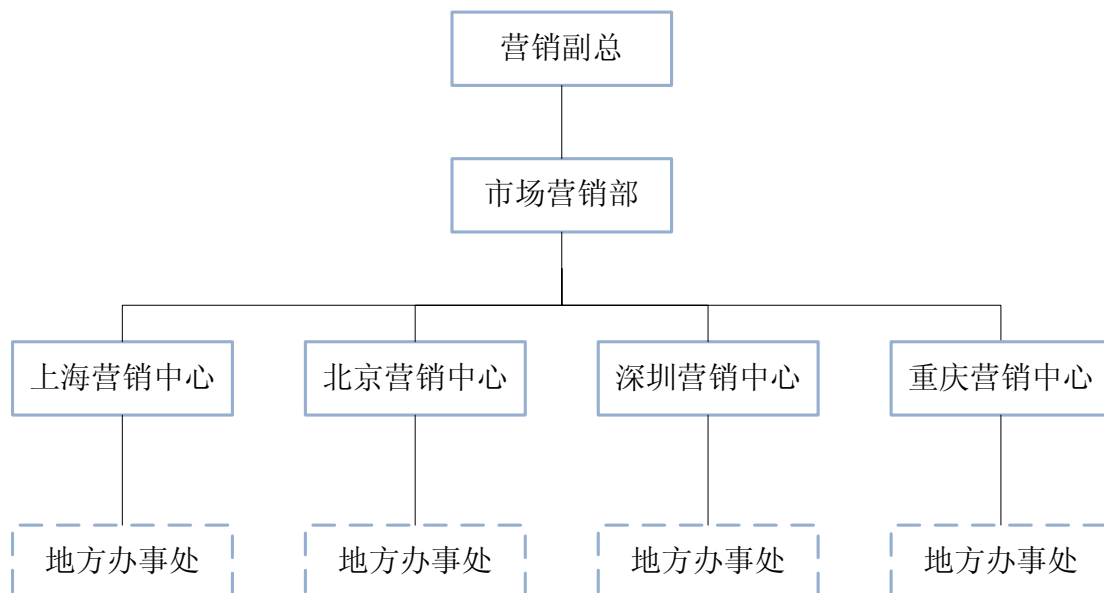 营销副总
市场营销部
上海营销中心
北京营销中心
深圳营销中心
重庆营销中心
地方办事处
地方办事处
地方办事处
地方办事处